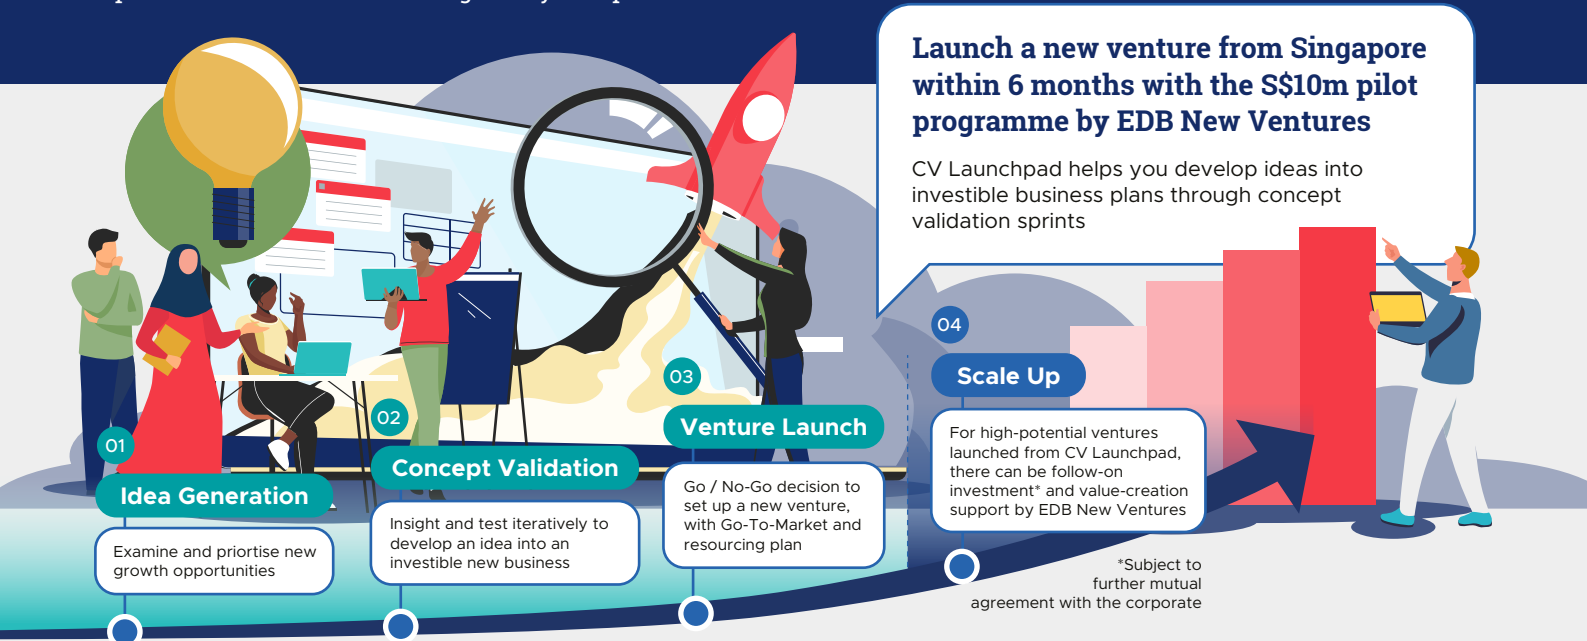 Launch a new venture from Singapore
within 6 months with the S$10m pilot
programme by EDB New Ventures
CV Launchpad helps you develop ideas into
investible business plans through concept
validation sprints
01
Idea Generation
Examine and priortise new
growth opportunities
02
Concept Validation
Insight and test iteratively to
develop an idea into an
investible new business
03
Venture Launch
Go / No-Go decision to
set up a new venture,
with Go-To-Market and
resourcing plan
04
Scale Up
For high-potential ventures
launched from CV Launchpad,
there can be follow-on
investment* and value-creation
support by EDB New Ventures
*Subject to
further mutual
agreement with the corporate